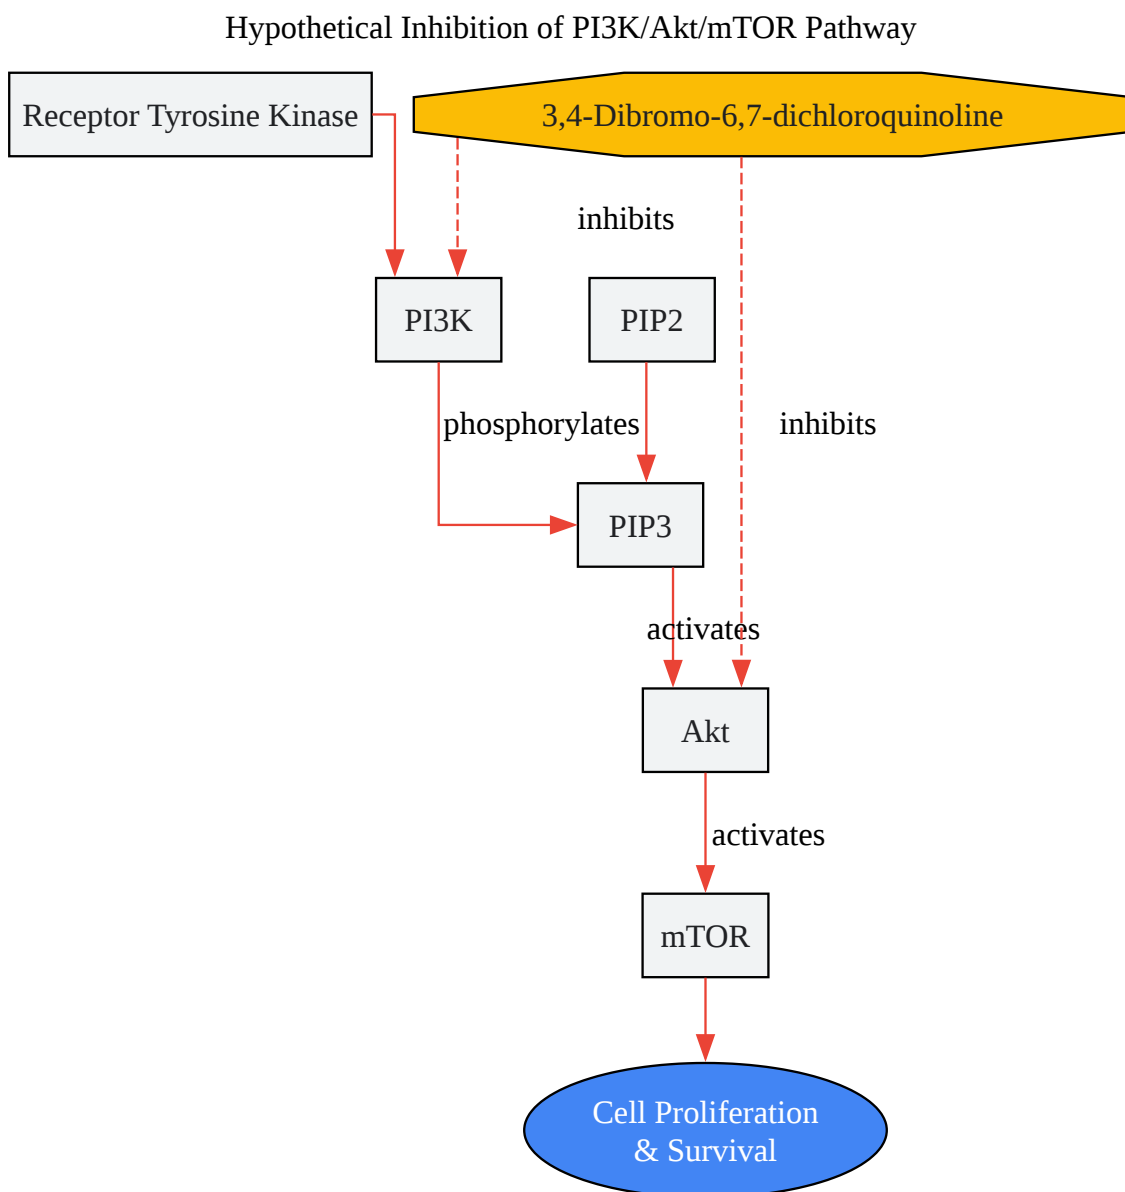 Hypothetical Inhibition of PI3K/Akt/mTOR Pathway
Receptor Tyrosine Kinase
3,4-Dibromo-6,7-dichloroquinoline
inhibits
PI3K
PIP2
phosphorylates
inhibits
PIP3
activates
Akt
activates
mTOR
Cell Proliferation
& Survival